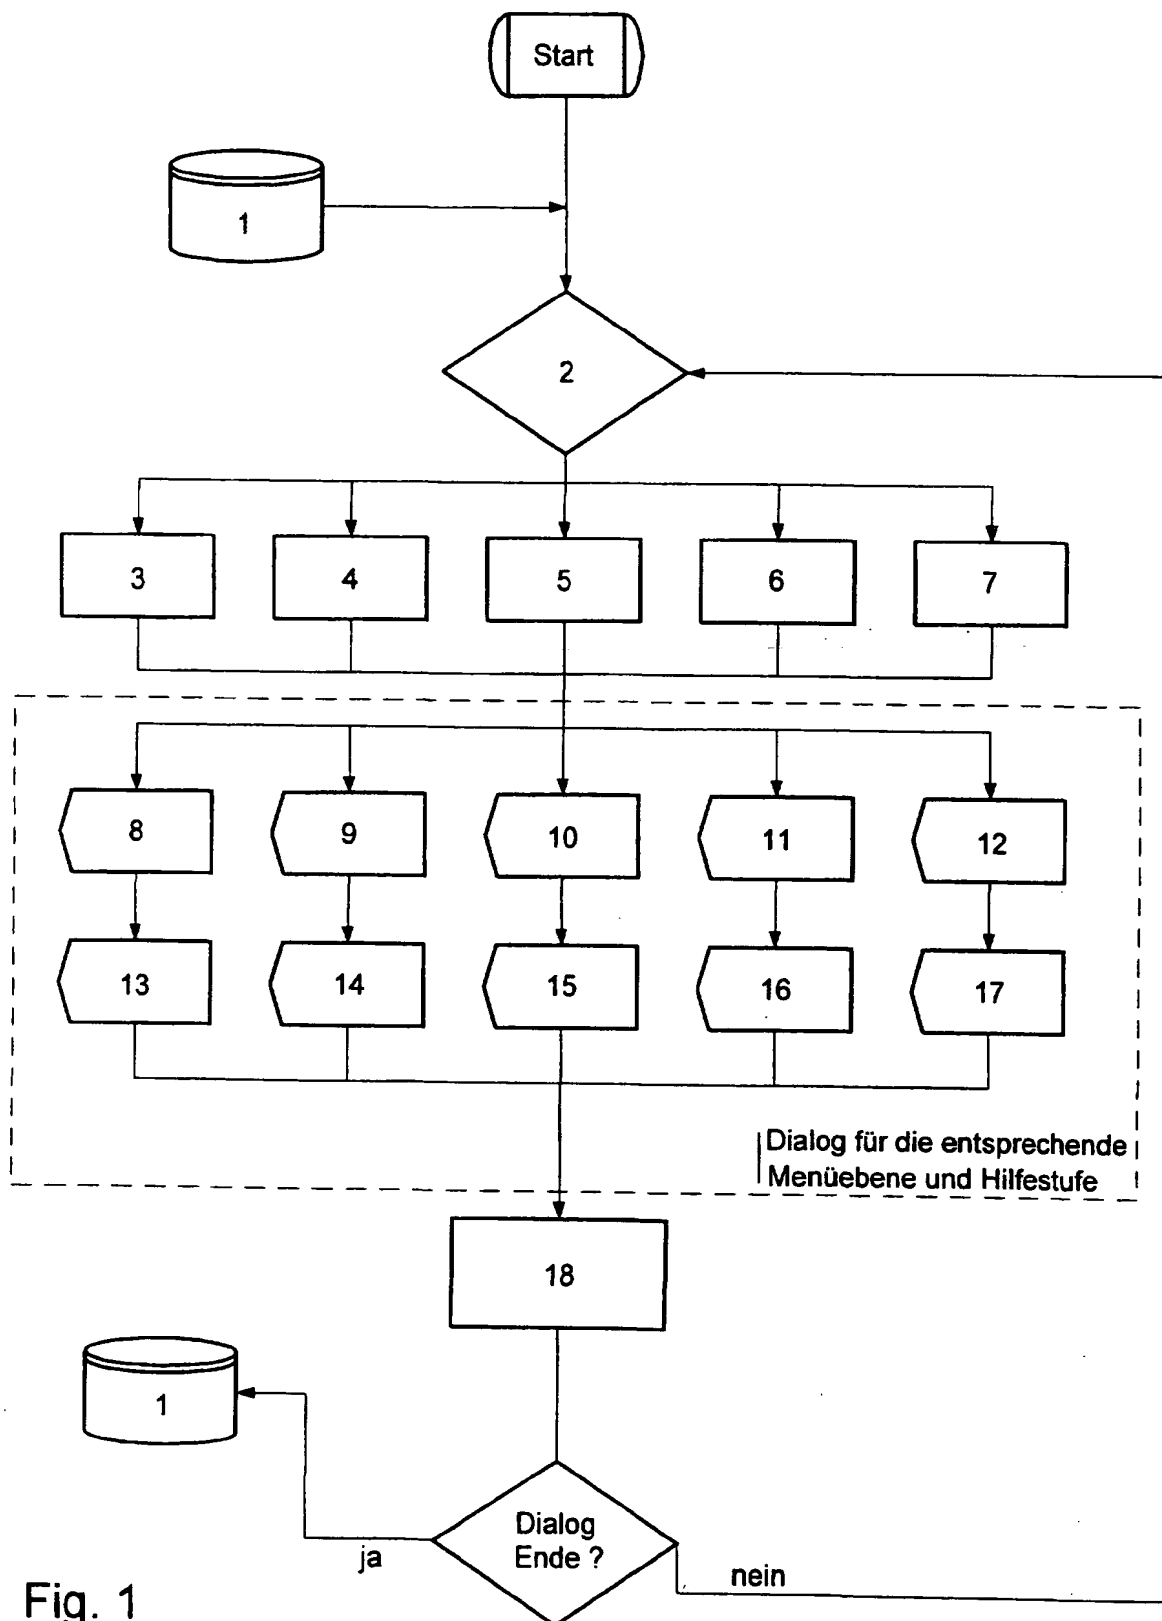 Start
1
2
3 4 5 6 7
8 9 10 11 12
13 14 15 16 17
Dialog für die entsprechende
Menüebene und Hilfestufe
18
1
Dialog
Ende ?
ja
nein
Fig. 1